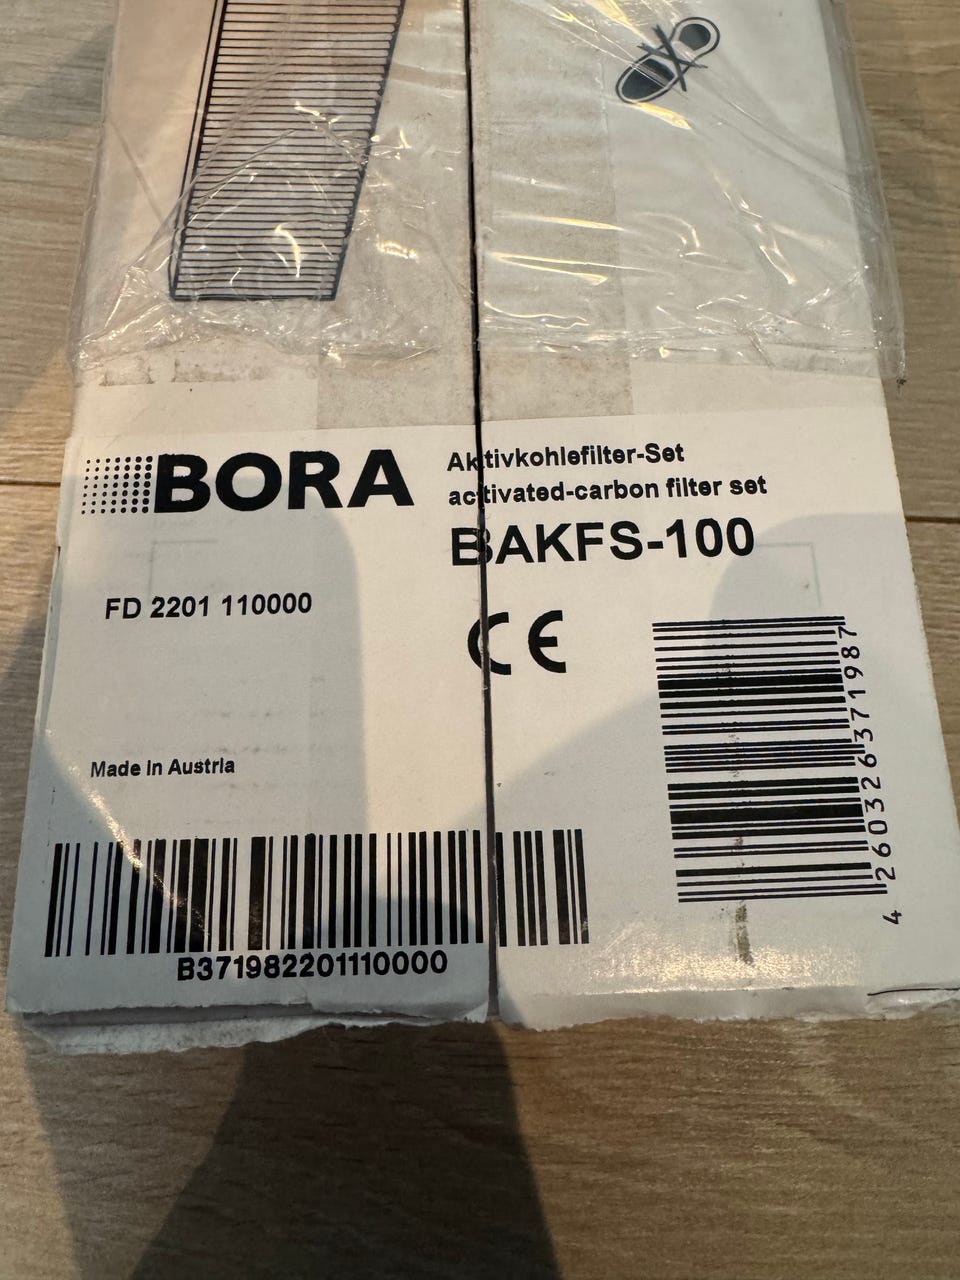 BORA
Aktivkohlefilter-Set
activated-carbon filter set
BAKFS-100
FD 2201 110000
CE
Made in Austria
4 260326 371987
B371982201110000